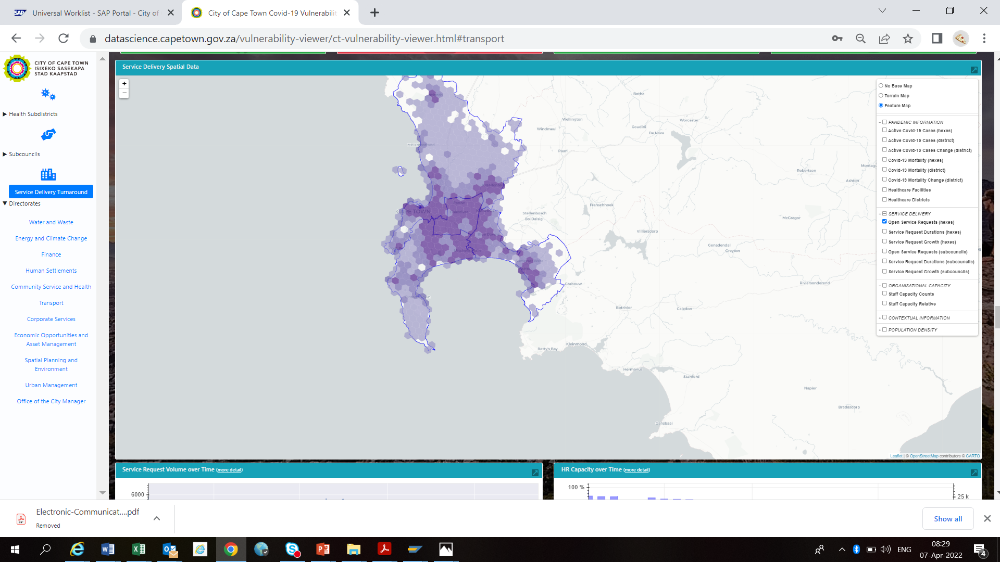 Universal Worklist - SAP Portal - City of
City of Cape Town Covid-19 Vulnerabilit
datascience.capetown.gov.za/vulnerability-viewer/ct-vulnerability-viewer.html#transport
CITY OF CAPE TOWN
ISIXEKO SASEKAPA
STAD KAAPSTAD
Health Subdistricts
Subcouncils
Service Delivery Turnaround
Directorates
Water and Waste
Energy and Climate Change
Finance
Human Settlements
Community Service and Health
Transport
Corporate Services
Economic Opportunities and
Asset Management
Spatial Planning and
Environment
Urban Management
Office of the City Manager
Service Delivery Spatial Data
+
−
Botha
Wellington
Windmeul
Goudini
Worcester
De Nova
Paarl
Robertson
Montagu
Ashton
Franschhoek
Stellenbosch
Bo-Dalsig
McGregor
Villiersdorp
Genadendal
Greyton
CAPE TOWN
Grabouw
Riviersonderend
Botrivier
Caledon
Betty's Bay
Kleinmond
Hermanus
Stanford
Napier
Bredasdorp
Gansbaai
No Base Map
Terrain Map
Feature Map
PANDEMIC INFORMATION
Active Covid-19 Cases (hexes)
Active Covid-19 Cases (district)
Active Covid-19 Cases Change (district)
Covid-19 Mortality (hexes)
Covid-19 Mortality (district)
Covid-19 Mortality Change (district)
Healthcare Facilities
Healthcare Districts
SERVICE DELIVERY
Open Service Requests (hexes)
Service Request Durations (hexes)
Service Request Growth (hexes)
Open Service Requests (subcouncils)
Service Request Durations (subcouncils)
Service Request Growth (subcouncils)
ORGANISATIONAL CAPACITY
Staff Capacity Counts
Staff Capacity Relative
CONTEXTUAL INFORMATION
POPULATION DENSITY
Leaflet | © OpenStreetMap contributors © CARTO
Service Request Volume over Time (more detail)
6000
HR Capacity over Time (more detail)
100 %
25 k
Electronic-Communicat....pdf
Removed
Show all
ENG
08:29
07-Apr-2022
4